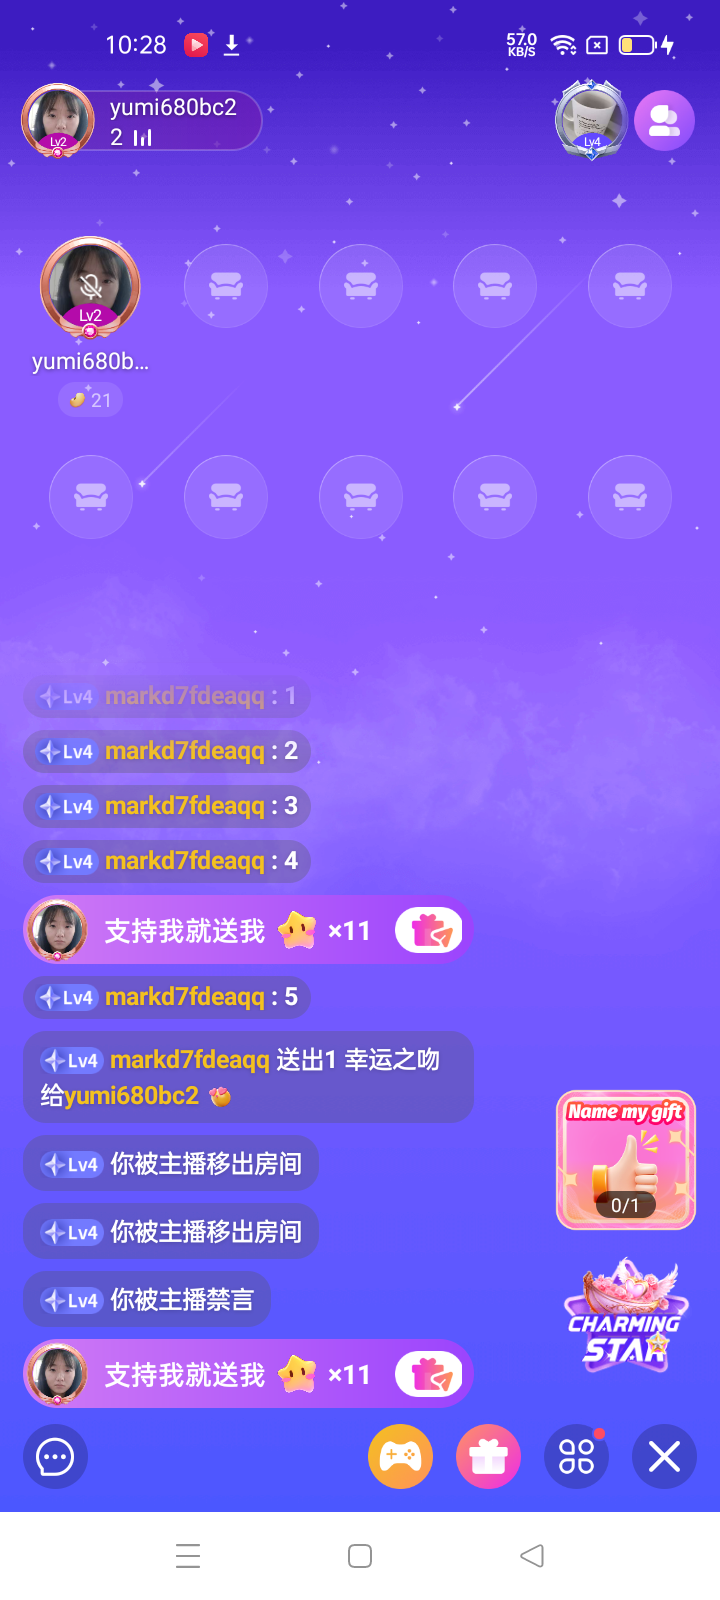 10:28
57.0
KB/S
yumi680bc2
2
Lv2
Lv4
Lv2
yumi680b...
21
Lv4 markd7fdeaqq : 1
Lv4 markd7fdeaqq : 2
Lv4 markd7fdeaqq : 3
Lv4 markd7fdeaqq : 4
支持我就送我 ×11
Lv4 markd7fdeaqq : 5
Lv4 markd7fdeaqq 送出1 幸运之吻
给yumi680bc2
Name my gift
0/1
Lv4 你被主播移出房间
Lv4 你被主播移出房间
Lv4 你被主播禁言
CHARMING
STAR
支持我就送我 ×11